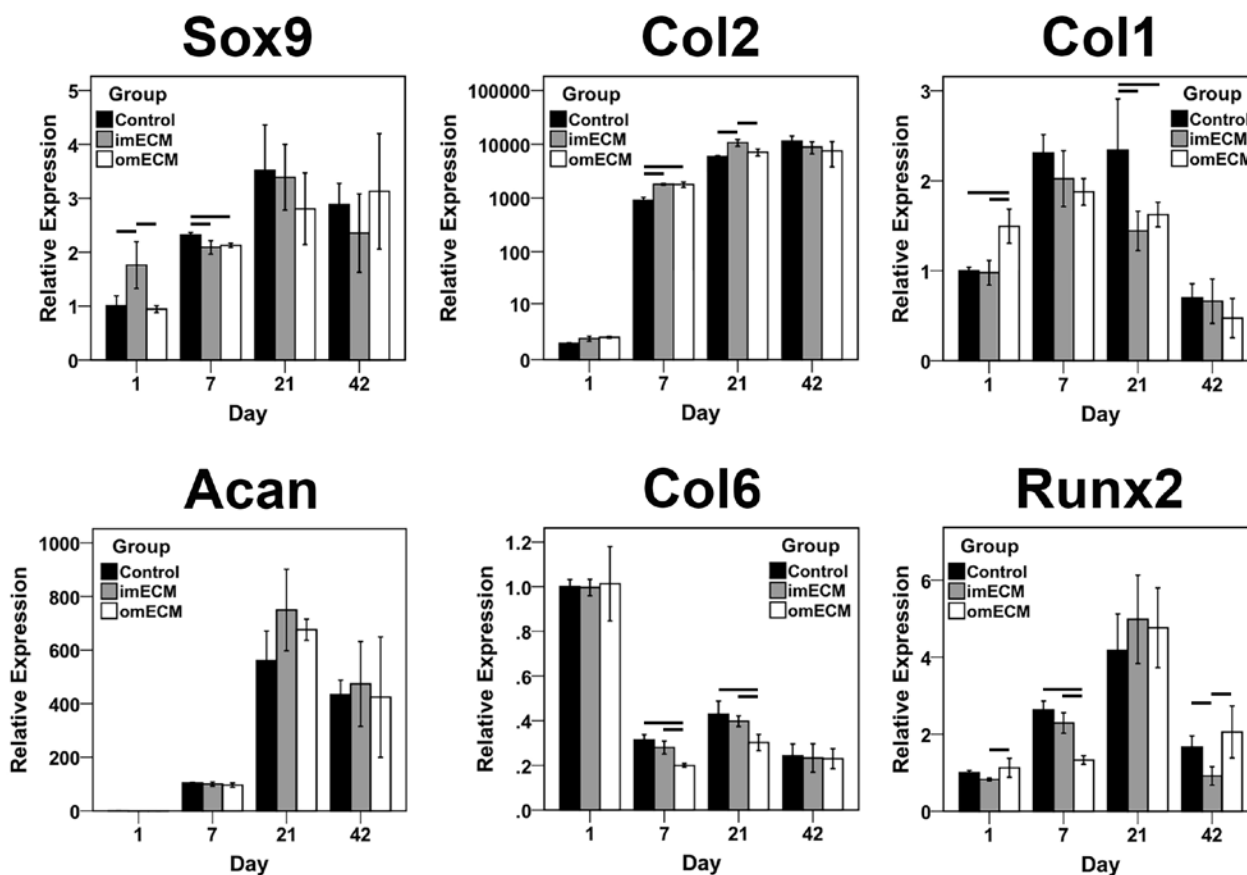 Sox9
Relative Expression
5
4
3
2
1
0
Group
Control
imECM
omECM
1 7 21 42
Day
Col2
Relative Expression
100000
10000
1000
100
10
0
Group
Control
imECM
omECM
1 7 21 42
Day
Col1
Relative Expression
3
2
1
0
Group
Control
imECM
omECM
1 7 21 42
Day
Acan
Relative Expression
1000
800
600
400
200
0
Group
Control
imECM
omECM
1 7 21 42
Day
Col6
Relative Expression
1.2
1.0
.8
.6
.4
.2
.0
Group
Control
imECM
omECM
1 7 21 42
Day
Runx2
Relative Expression
6
4
2
0
Group
Control
imECM
omECM
1 7 21 42
Day